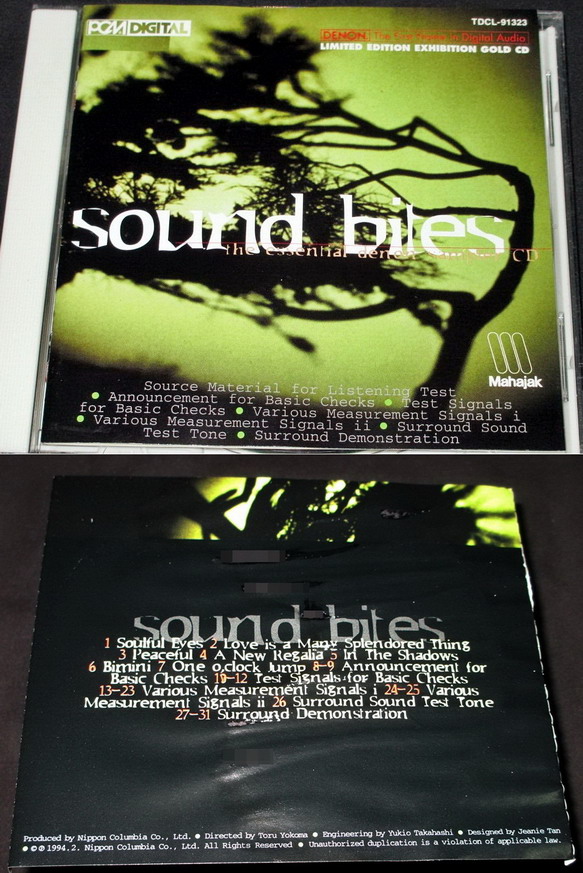 PCM DIGITAL
TDCL-91323
DENON The First Name in Digital Audio
LIMITED EDITION EXHIBITION GOLD CD
sound bites
the essential denon CD
Mahajak
Source Material for Listening Test
● Announcement for Basic Checks ● Test Signals
for Basic Checks ● Various Measurement Signals i
● Various Measurement Signals ii ● Surround Sound
Test Tone ● Surround Demonstration
sound bites
1 Soulful Eyes 2 Love is a Many Splendored Thing
3 Peaceful 4 A New Regalia 5 In The Shadows
6 Bimini 7 One o,clock Jump 8-9 Announcement for
Basic Checks 10-12 Test Signals for Basic Checks
13-23 Various Measurement Signals i 24-25 Various
Measurement Signals ii 26 Surround Sound Test Tone
27-31 Surround Demonstration
Produced by Nippon Columbia Co., Ltd. ● Directed by Toru Yokoma ● Engineering by Yukio Takahashi ● Designed by Jeanie Tan
● © ℗ 1994.2. Nippon Columbia Co., Ltd. All Rights Reserved ● Unauthorized duplication is a violation of applicable law.